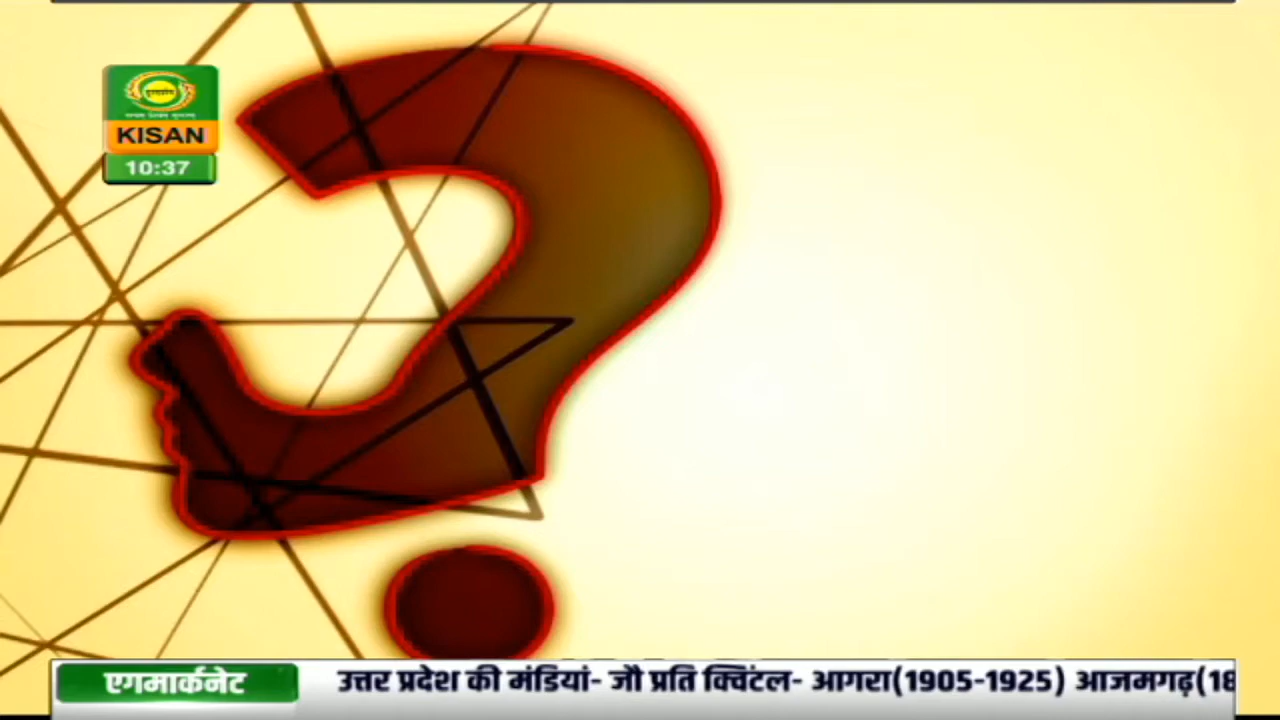 KISAN
10:37
एगमार्कनेट
उत्तर प्रदेश की मंडियां- जौ प्रति क्विंटल- आगरा(1905-1925) आजमगढ़(18